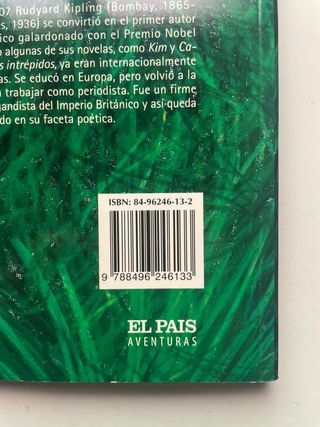 07 Rudyard Kipling (Bombay, 1865-
s, 1936) se convirtió en el primer autor
ico galardonado con el Premio Nobel
o algunas de sus novelas, como Kim y Ca-
s intrépidos, ya eran internacionalmente
as. Se educó en Europa, pero volvió a la
a trabajar como periodista. Fue un firme
gandista del Imperio Británico y así queda
do en su faceta poética.
ISBN: 84-96246-13-2
9 788496 246133
EL PAIS
AVENTURAS